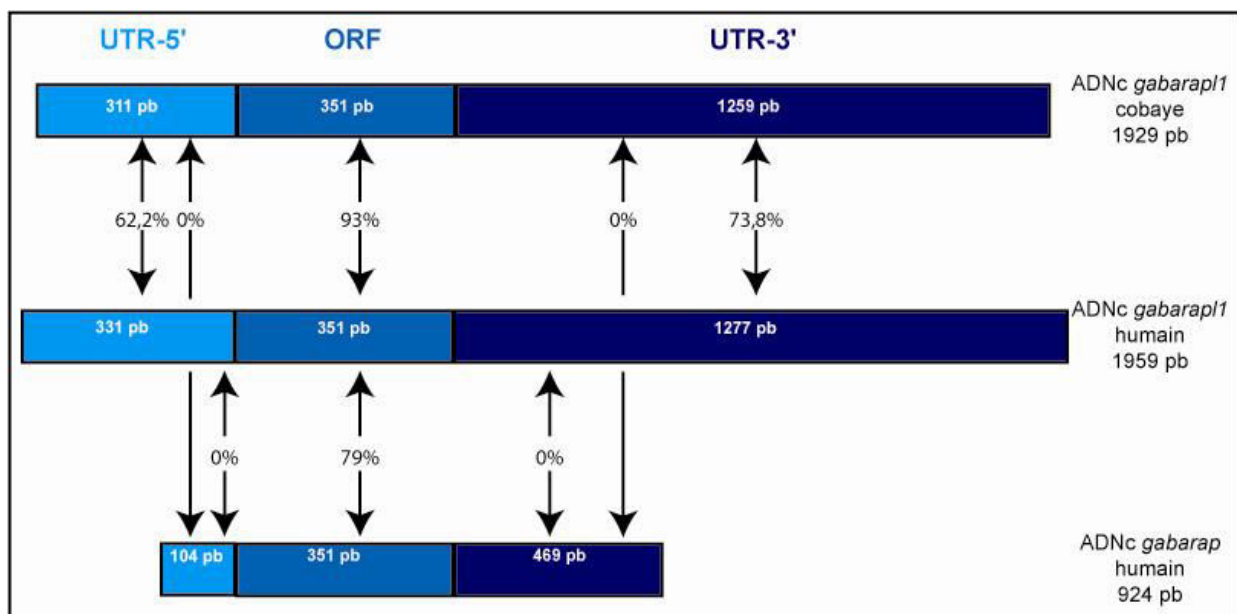 UTR-5' ORF UTR-3'
311 pb 351 pb 1259 pb
ADNc gabarapl1
cobaye
1929 pb
62,2% 0% 93% 0% 73,8%
331 pb 351 pb 1277 pb
ADNc gabarapl1
humain
1959 pb
0% 79% 0%
104 pb 351 pb 469 pb
ADNc gabarap
humain
924 pb